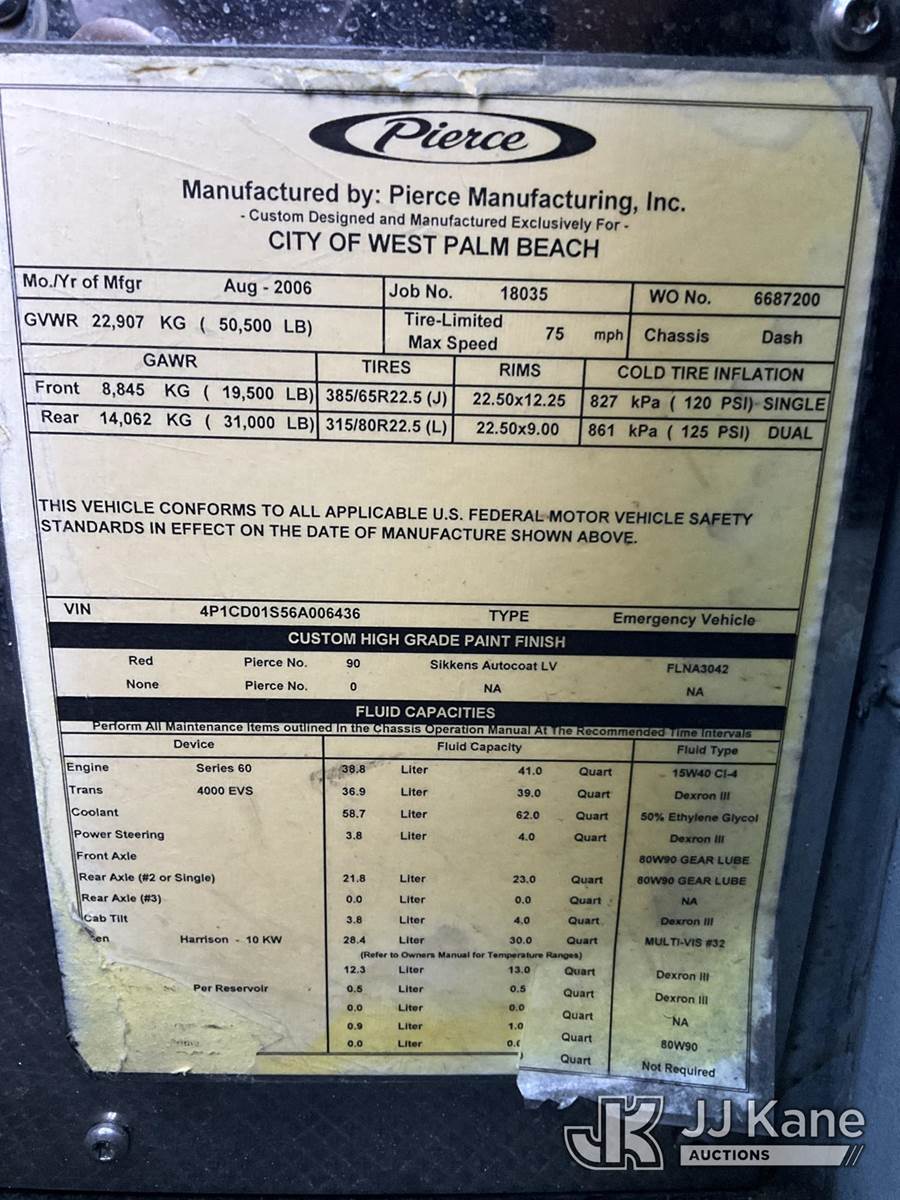 Pierce
Manufactured by: Pierce Manufacturing, Inc.
- Custom Designed and Manufactured Exclusively For -
CITY OF WEST PALM BEACH
Mo./Yr of Mfgr Aug - 2006 Job No. 18035 WO No. 6687200
GVWR 22,907 KG ( 50,500 LB) Tire-Limited Max Speed 75 mph Chassis Dash
GAWR TIRES RIMS COLD TIRE INFLATION
Front 8,845 KG ( 19,500 LB) 385/65R22.5 (J) 22.50x12.25 827 kPa ( 120 PSI) SINGLE
Rear 14,062 KG ( 31,000 LB) 315/80R22.5 (L) 22.50x9.00 861 kPa ( 125 PSI) DUAL
THIS VEHICLE CONFORMS TO ALL APPLICABLE U.S. FEDERAL MOTOR VEHICLE SAFETY
STANDARDS IN EFFECT ON THE DATE OF MANUFACTURE SHOWN ABOVE.
VIN 4P1CD01S56A006436 TYPE Emergency Vehicle
CUSTOM HIGH GRADE PAINT FINISH
Red Pierce No. 90 Sikkens Autocoat LV FLNA3042
None Pierce No. 0 NA NA
FLUID CAPACITIES
Perform All Maintenance Items outlined In the Chassis Operation Manual At The Recommended Time Intervals
Device Fluid Capacity Fluid Type
Engine Series 60 38.8 Liter 41.0 Quart 15W40 CI-4
Trans 4000 EVS 36.9 Liter 39.0 Quart Dexron III
Coolant 58.7 Liter 62.0 Quart 50% Ethylene Glycol
Power Steering 3.8 Liter 4.0 Quart Dexron III
Front Axle 80W90 GEAR LUBE
Rear Axle (#2 or Single) 21.8 Liter 23.0 Quart 80W90 GEAR LUBE
Rear Axle (#3) 0.0 Liter 0.0 Quart NA
Cab Tilt 3.8 Liter 4.0 Quart Dexron III
en Harrison - 10 KW 28.4 Liter 30.0 Quart MULTI-VIS #32
(Refer to Owners Manual for Temperature Ranges)
12.3 Liter 13.0 Quart Dexron III
Per Reservoir 0.5 Liter 0.5 Quart Dexron III
0.0 Liter 0.0 Quart NA
0.9 Liter 1.0 Quart 80W90
0.0 Liter 0.0 Quart Not Required
JK JJ Kane
AUCTIONS